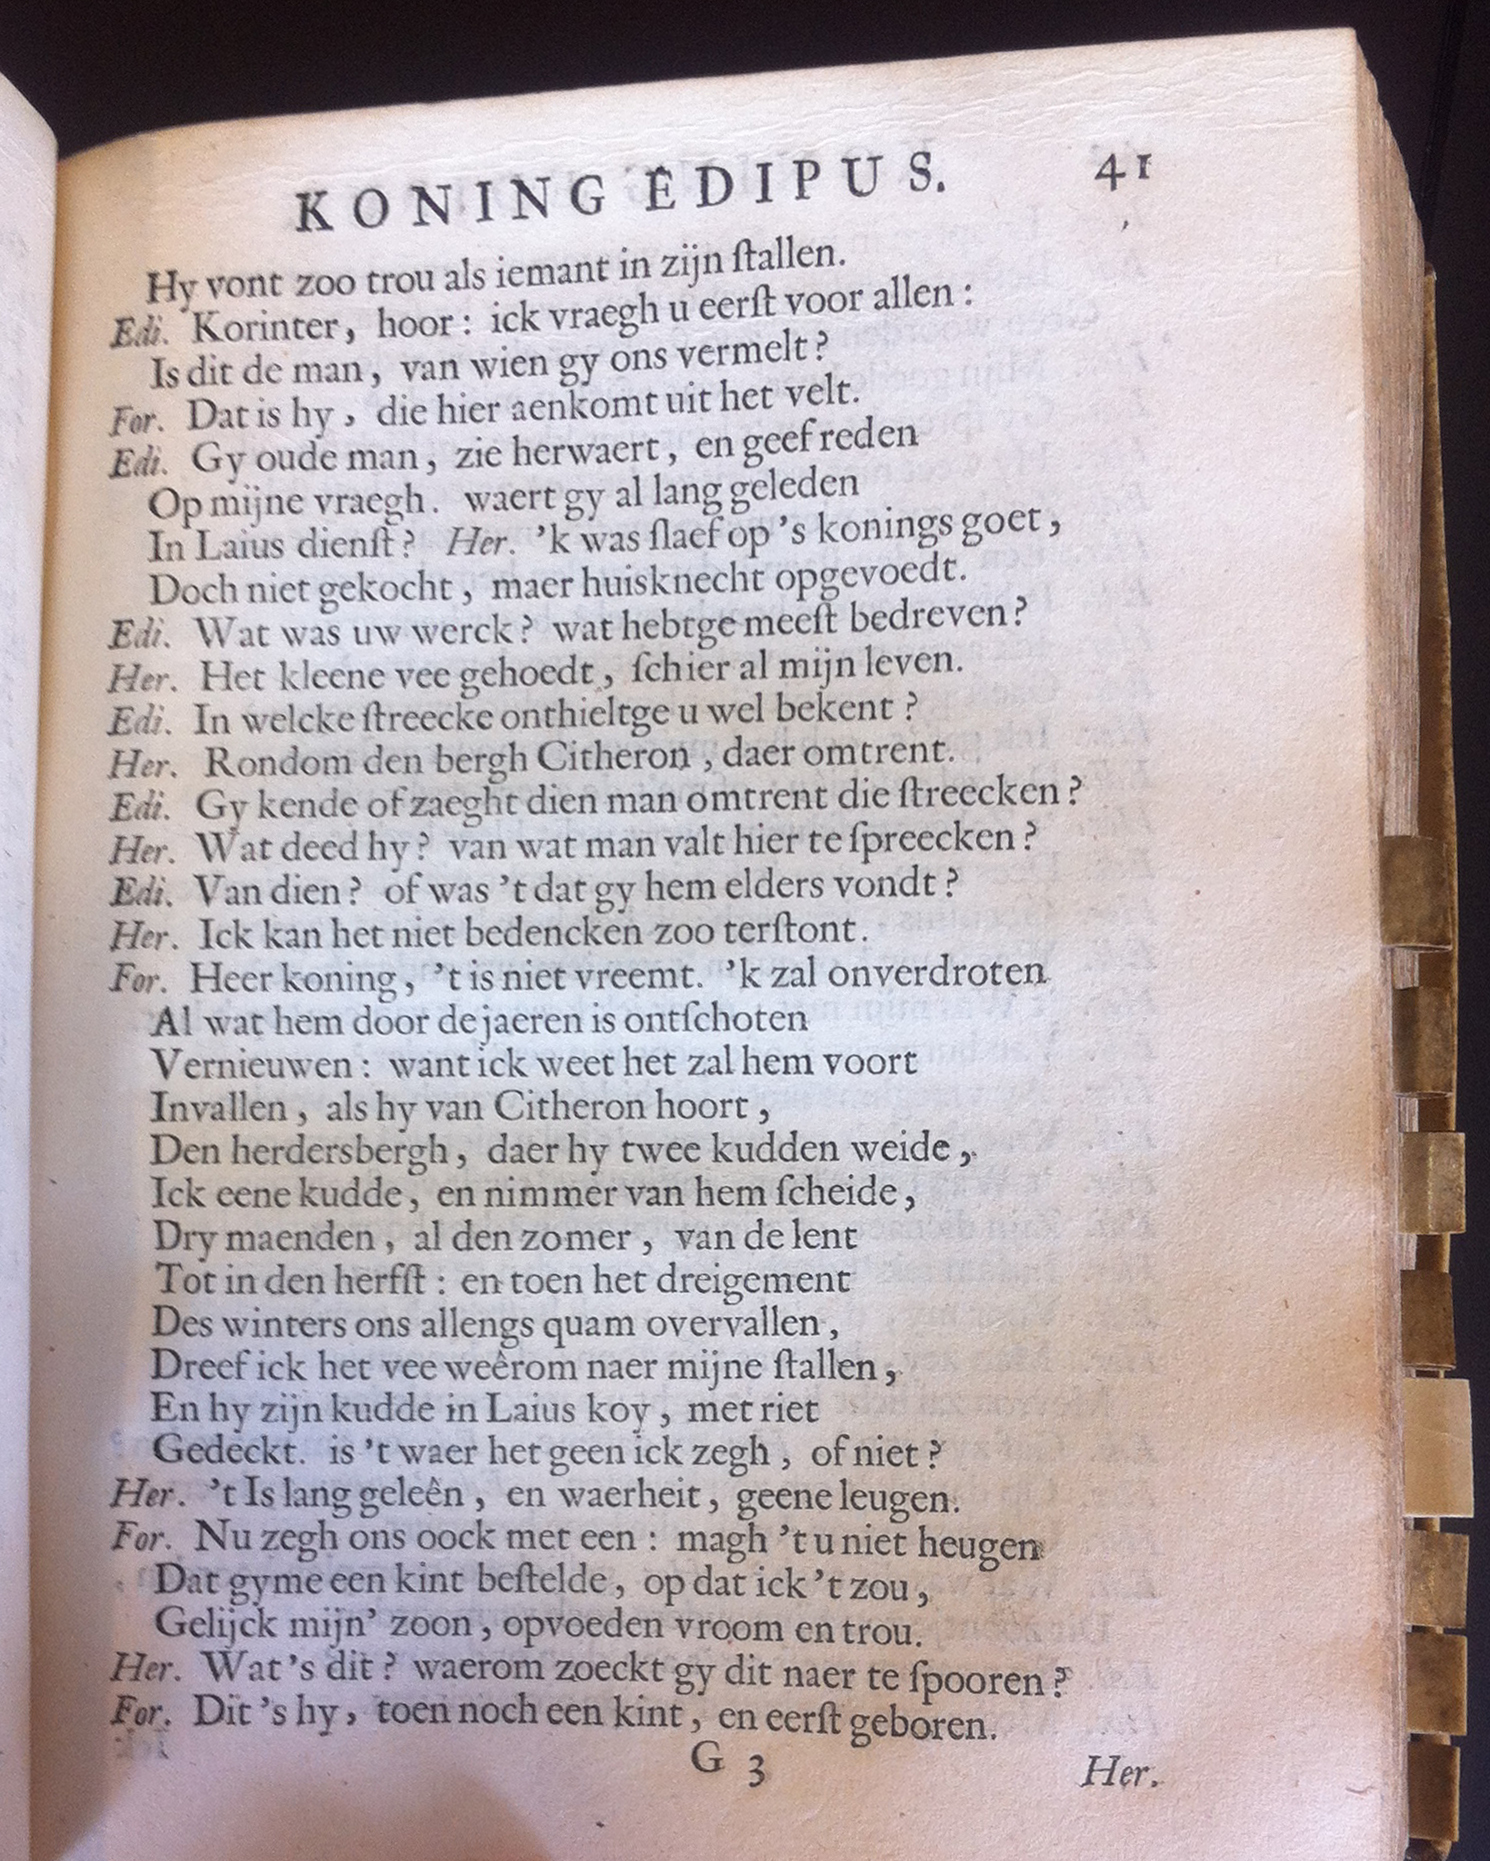 KONING EDIPUS. 41
Hy vont zoo trou als iemant in zijn ſtallen.
Edi. Korinter, hoor: ick vraegh u eerſt voor allen:
Is dit de man, van wien gy ons vermelt?
For. Dat is hy, die hier aenkomt uit het velt.
Edi. Gy oude man, zie herwaert, en geef reden
Op mijne vraegh. waert gy al lang geleden
In Laius dienſt? Her. 'k was ſlaef op 's konings goet,
Doch niet gekocht, maer huisknecht opgevoedt.
Edi. Wat was uw werck? wat hebtge meeſt bedreven?
Her. Het kleene vee gehoedt, ſchier al mijn leven.
Edi. In welcke ſtreecke onthieltge u wel bekent?
Her. Rondom den bergh Citheron, daer omtrent.
Edi. Gy kende of zaeght dien man omtrent die ſtreecken?
Her. Wat deed hy? van wat man valt hier te ſpreecken?
Edi. Van dien? of was 't dat gy hem elders vondt?
Her. Ick kan het niet bedencken zoo terſtont.
For. Heer koning, 't is niet vreemt. 'k zal onverdroten
Al wat hem door de jaeren is ontſchoten
Vernieuwen: want ick weet het zal hem voort
Invallen, als hy van Citheron hoort,
Den herdersbergh, daer hy twee kudden weide,
Ick eene kudde, en nimmer van hem ſcheide,
Dry maenden, al den zomer, van de lent
Tot in den herfſt: en toen het dreigement
Des winters ons allengs quam overvallen,
Dreef ick het vee weêrom naer mijne ſtallen,
En hy zijn kudde in Laius koy, met riet
Gedeckt. is 't waer het geen ick zegh, of niet?
Her. 't Is lang geleên, en waerheit, geene leugen.
For. Nu zegh ons oock met een: magh 't u niet heugen
Dat gy me een kint beſtelde, op dat ick 't zou,
Gelijck mijn' zoon, opvoeden vroom en trou.
Her. Wat 's dit? waerom zoeckt gy dit naer te ſpooren?
For. Dit 's hy, toen noch een kint, en eerſt geboren.
G 3 Her.